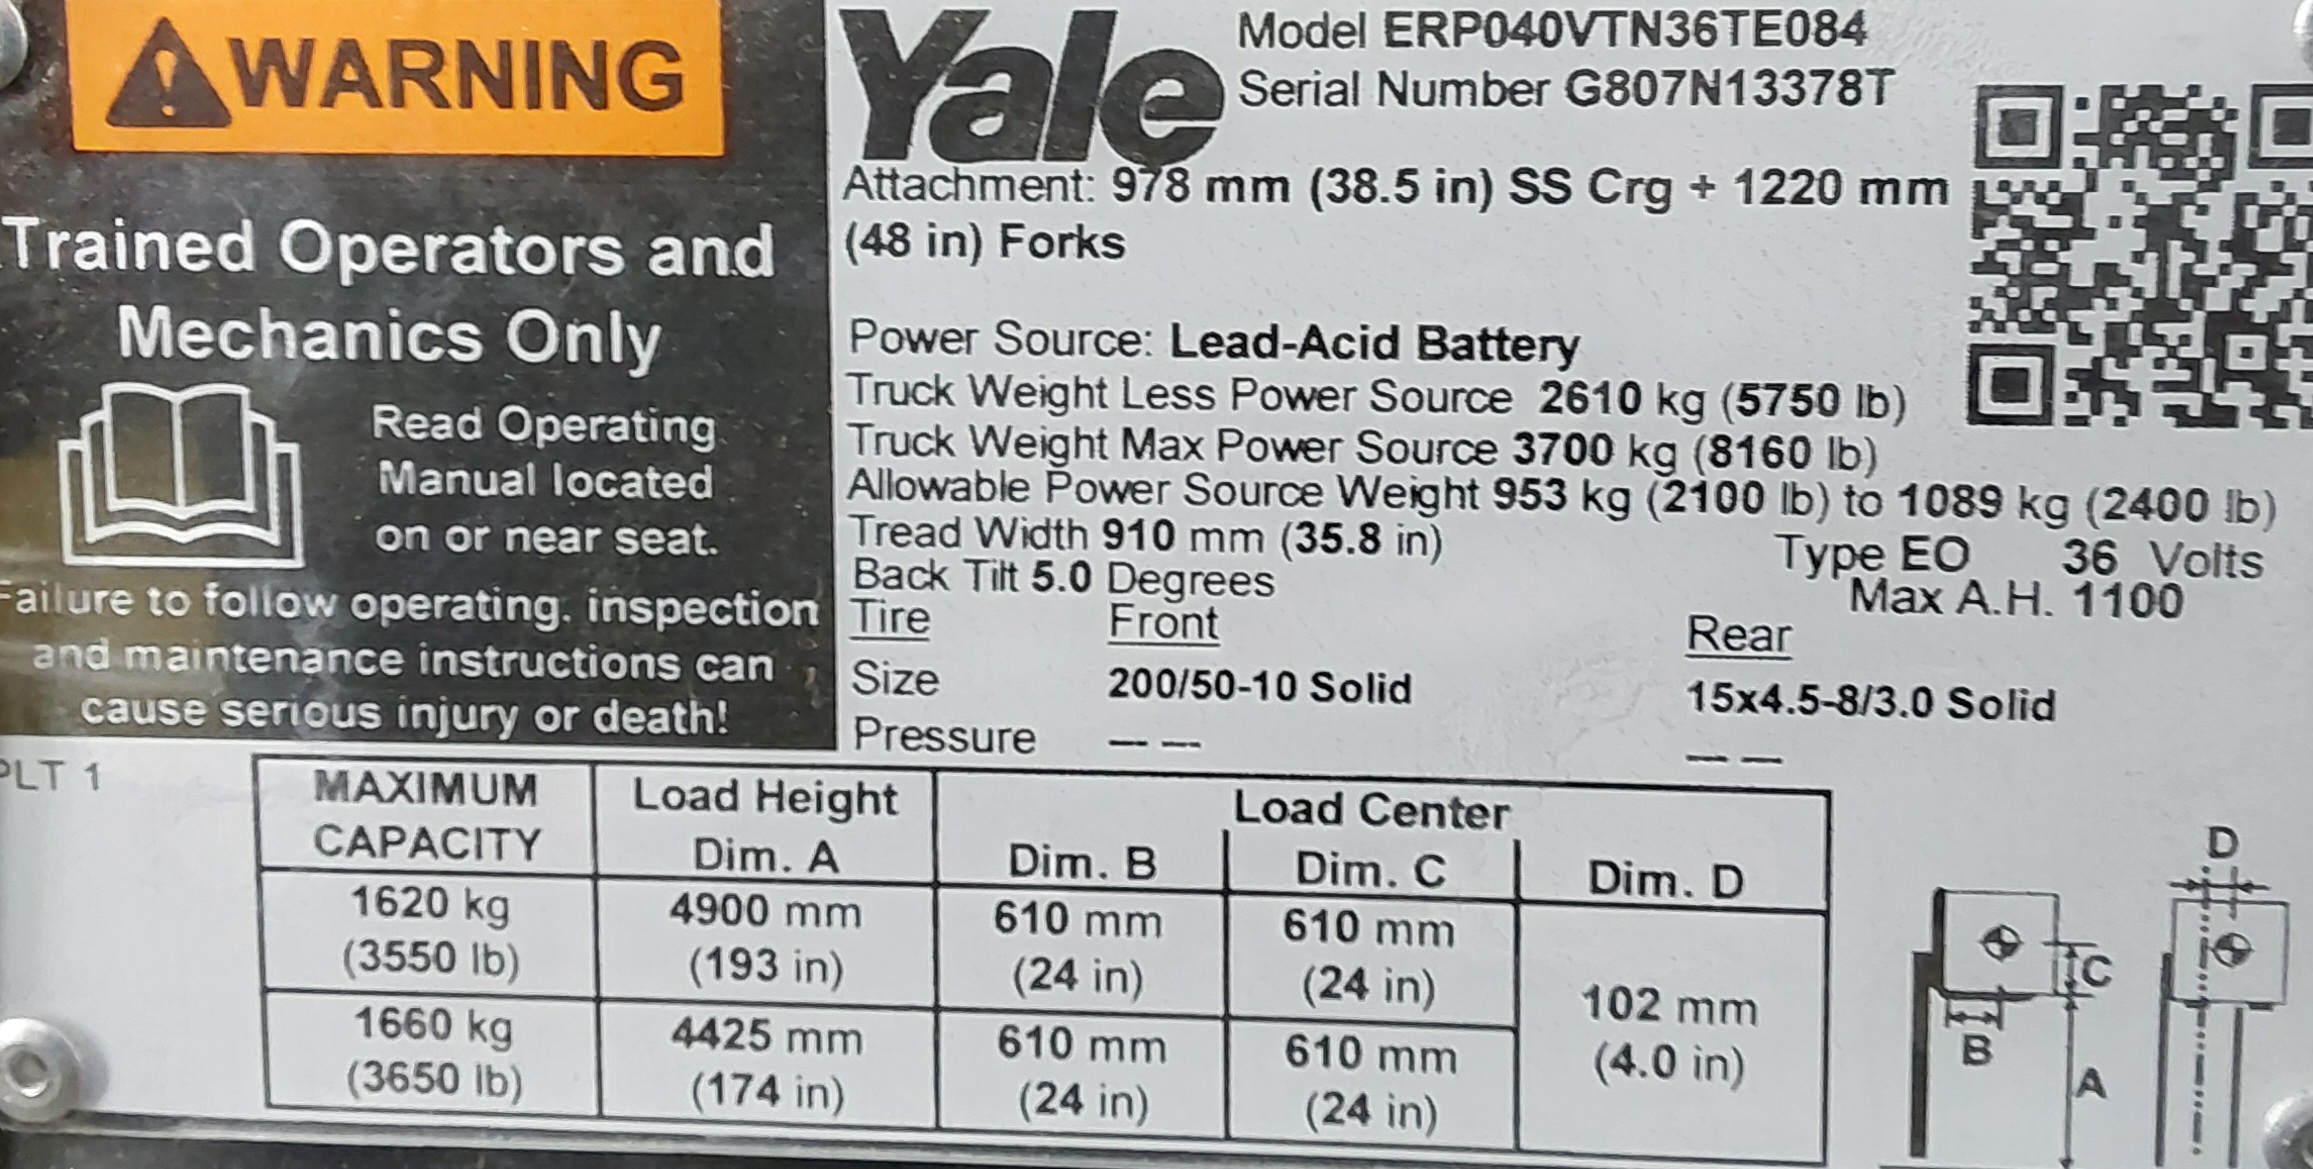 WARNING
Trained Operators and
Mechanics Only
Read Operating
Manual located
on or near seat.
Failure to follow operating. inspection
and maintenance instructions can
cause serious injury or death!
Yale
Model ERP040VTN36TE084
Serial Number G807N13378T
Attachment: 978 mm (38.5 in) SS Crg + 1220 mm
(48 in) Forks
Power Source: Lead-Acid Battery
Truck Weight Less Power Source 2610 kg (5750 lb)
Truck Weight Max Power Source 3700 kg (8160 lb)
Allowable Power Source Weight 953 kg (2100 lb) to 1089 kg (2400 lb)
Tread Width 910 mm (35.8 in)
Type EO 36 Volts
Back Tilt 5.0 Degrees
Max A.H. 1100
Tire Front Rear
Size 200/50-10 Solid 15x4.5-8/3.0 Solid
Pressure — — — —
PLT 1
MAXIMUM CAPACITY Load Height Dim. A Load Center
Dim. B Dim. C Dim. D
1620 kg 4900 mm 610 mm 610 mm
(3550 lb) (193 in) (24 in) (24 in)
102 mm
(4.0 in)
1660 kg 4425 mm 610 mm 610 mm
(3650 lb) (174 in) (24 in) (24 in)
D
C
B
A